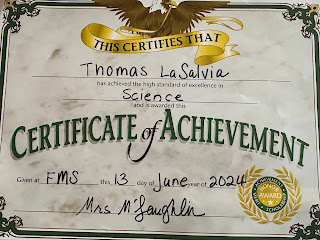 THIS CERTIFIES THAT
Thomas LaSalvia
has achieved the high standard of excellence in
Science
and is awarded this
CERTIFICATE of ACHIEVEMENT
Given at FMS this 13 day of June year of 2024
Mrs M'Laughlin
HONOR
AWARD